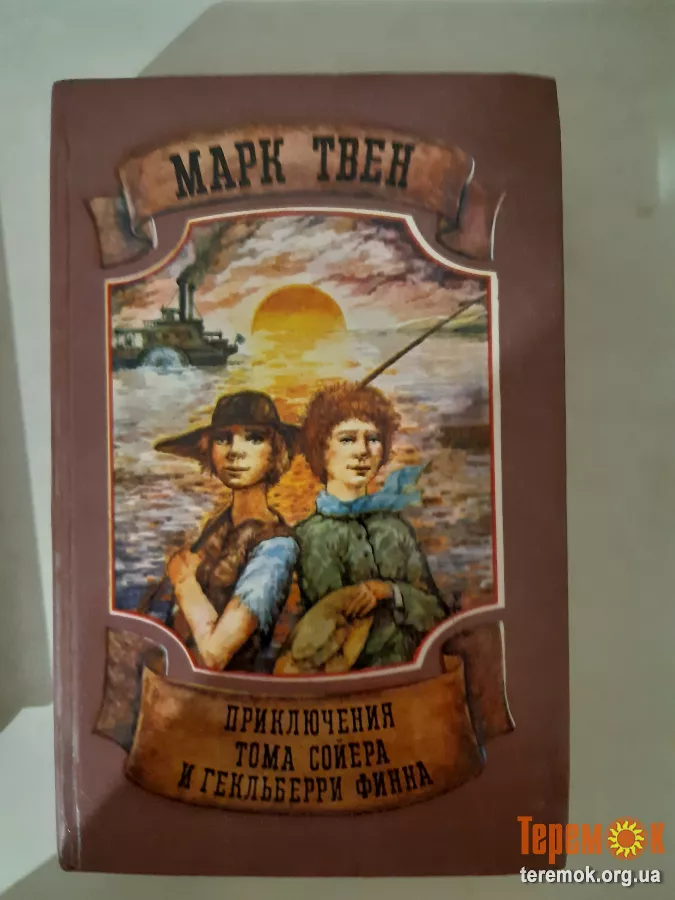 МАРК ТВЕН
ПРИКЛЮЧЕНИЯ
ТОМА СОЙЕРА
И ГЕКЛЬБЕРРИ ФИННА
Теремок
teremok.org.ua